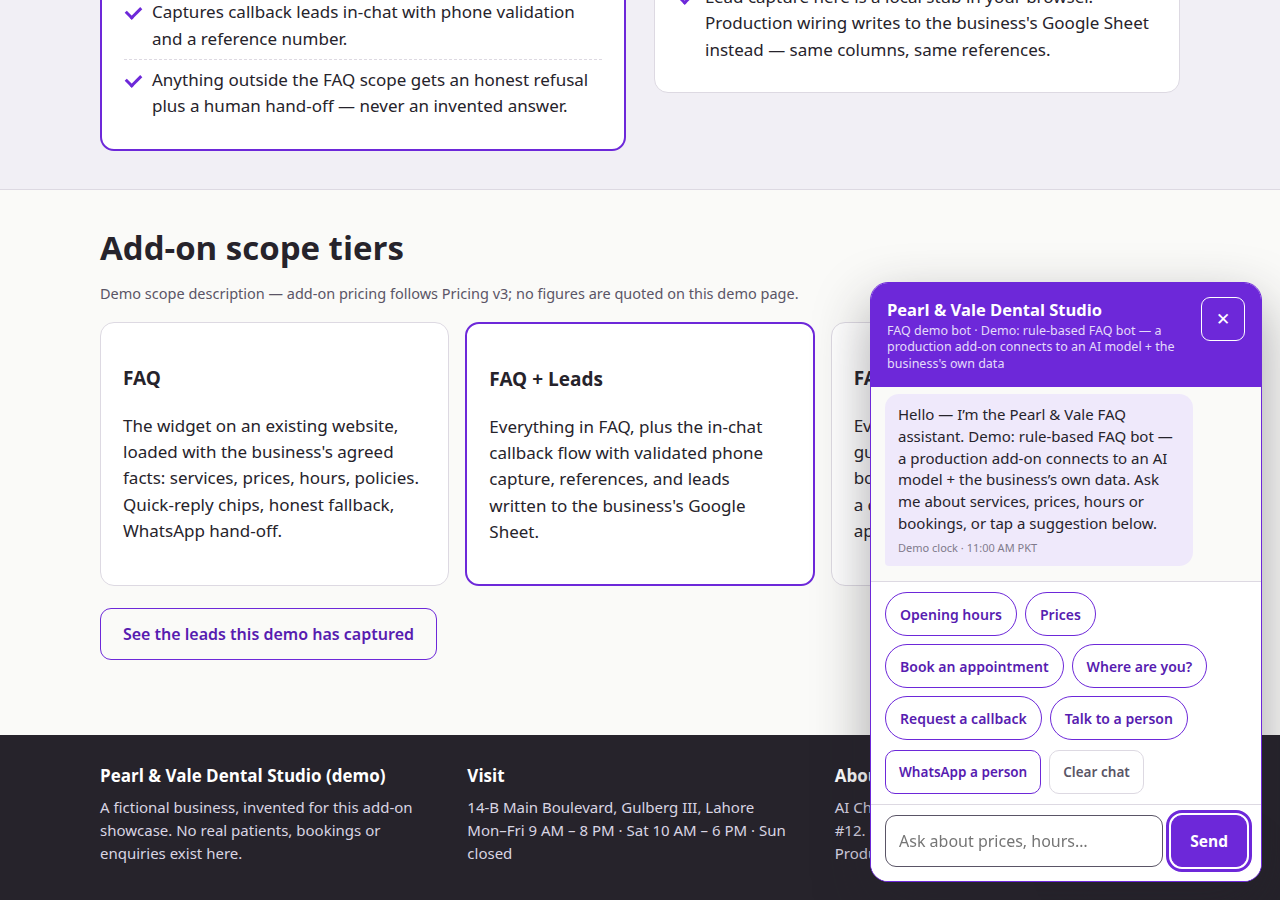 Captures callback leads in-chat with phone validation
and a reference number.
Anything outside the FAQ scope gets an honest refusal
plus a human hand-off — never an invented answer.
Production wiring writes to the business's Google Sheet
instead — same columns, same references.
Add-on scope tiers
Demo scope description — add-on pricing follows Pricing v3; no figures are quoted on this demo page.
FAQ
The widget on an existing website,
loaded with the business's agreed
facts: services, prices, hours, policies.
Quick-reply chips, honest fallback,
WhatsApp hand-off.
FAQ + Leads
Everything in FAQ, plus the in-chat
callback flow with validated phone
capture, references, and leads
written to the business's Google
Sheet.
See the leads this demo has captured
Pearl & Vale Dental Studio (demo)
A fictional business, invented for this add-on
showcase. No real patients, bookings or
enquiries exist here.
Visit
14-B Main Boulevard, Gulberg III, Lahore
Mon–Fri 9 AM – 8 PM · Sat 10 AM – 6 PM · Sun
closed
#12.
Pearl & Vale Dental Studio
FAQ demo bot · Demo: rule-based FAQ bot — a
production add-on connects to an AI model + the
business's own data
✕
Hello — I’m the Pearl & Vale FAQ
assistant. Demo: rule-based FAQ bot —
a production add-on connects to an AI
model + the business’s own data. Ask
me about services, prices, hours or
bookings, or tap a suggestion below.
Demo clock · 11:00 AM PKT
Opening hours
Prices
Book an appointment
Where are you?
Request a callback
Talk to a person
WhatsApp a person
Clear chat
Ask about prices, hours...
Send